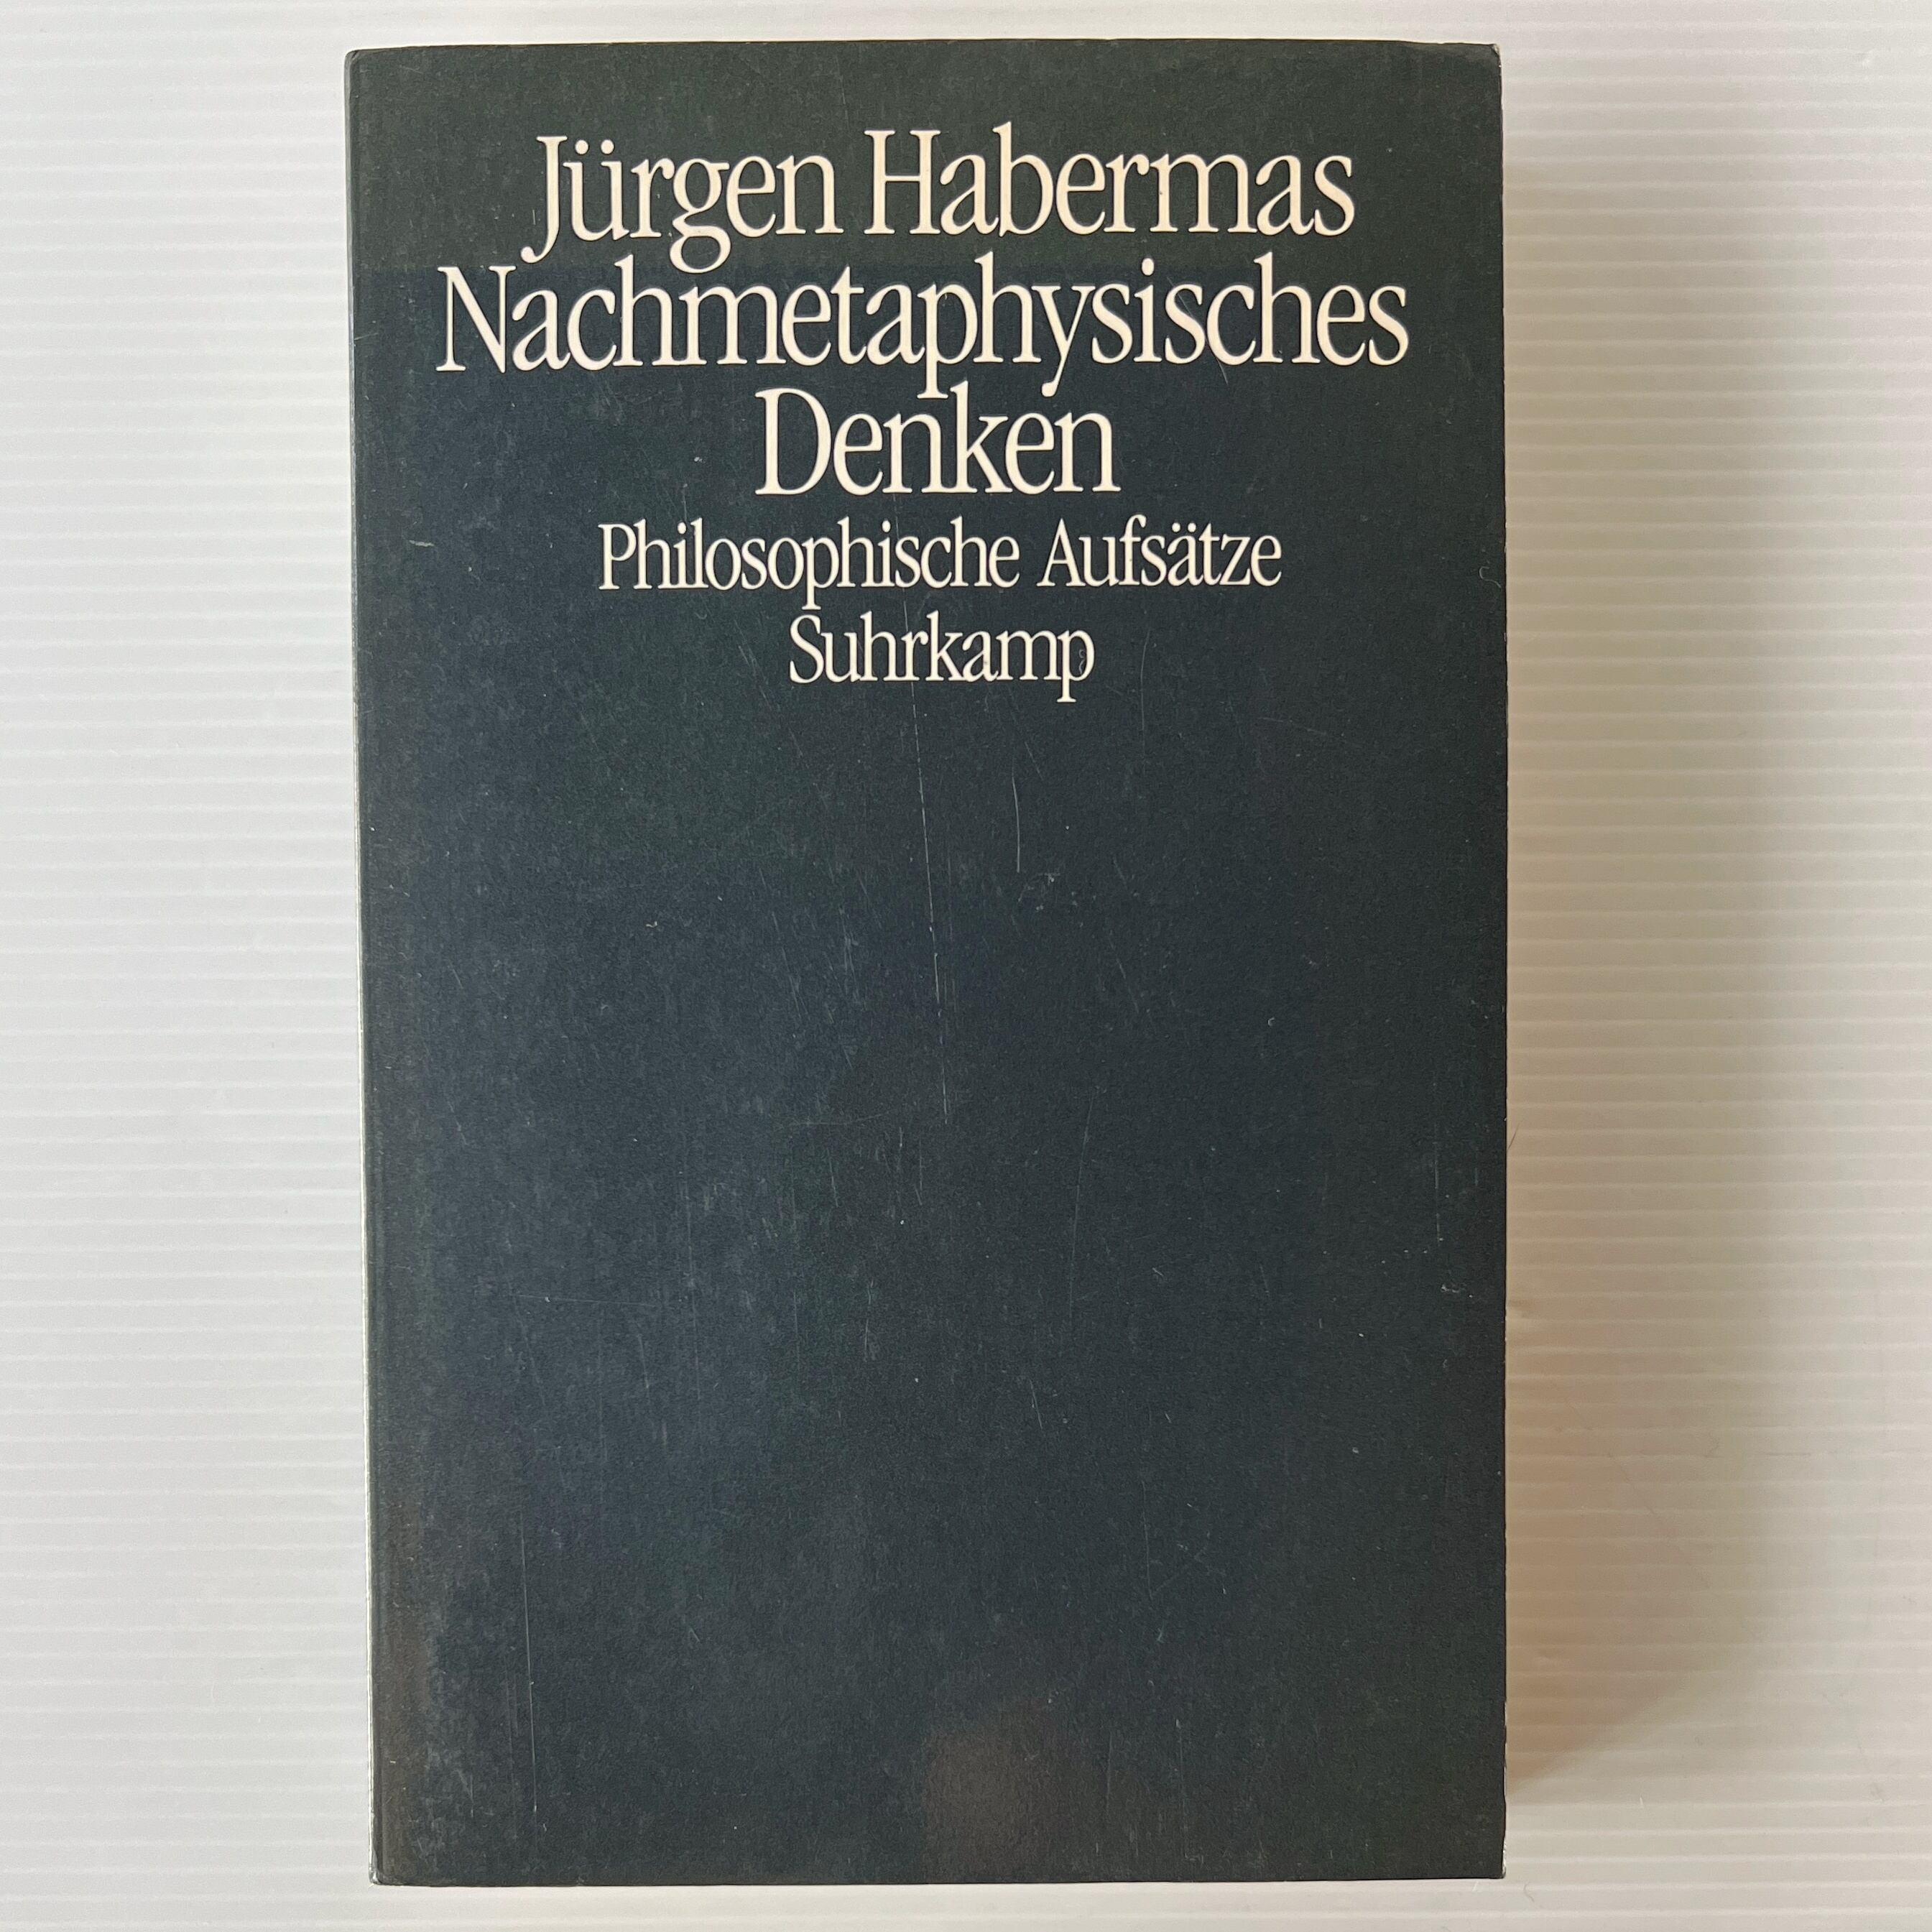 Jürgen Habermas
Nachmetaphysisches
Denken
Philosophische Aufsätze
Suhrkamp